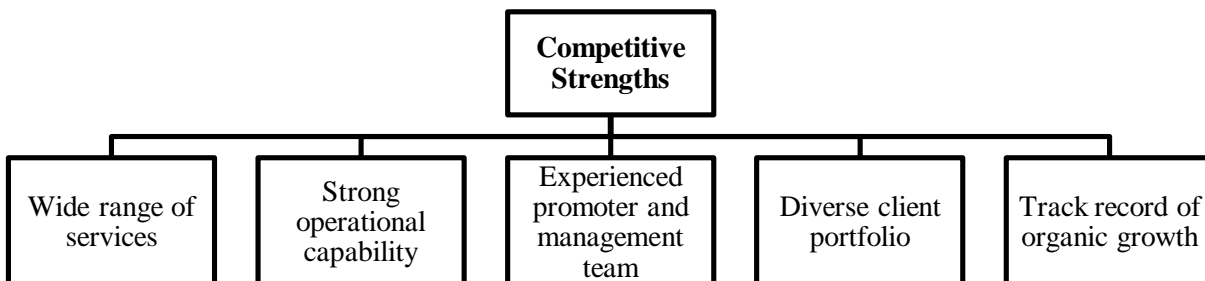 Competitive
Strengths
Wide range of
services
Strong
operational
capability
Experienced
promoter and
management
team
Diverse client
portfolio
Track record of
organic growth